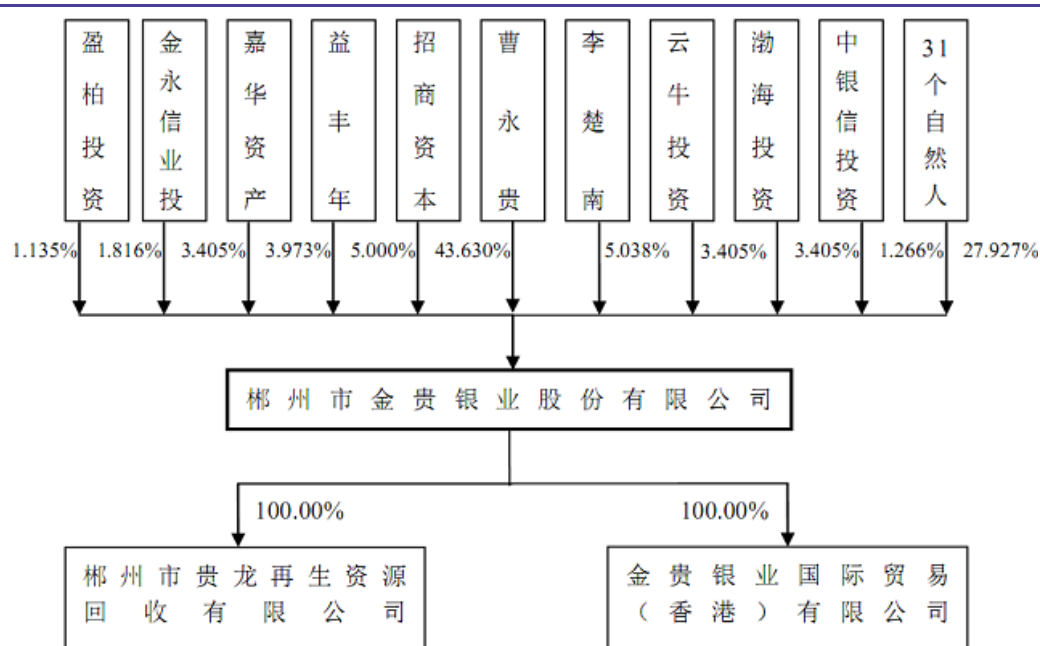 盈柏投资
金永信业投
嘉华资产
益丰年
招商资本
曹永贵
李楚南
云牛投资
渤海投资
中银信投资
31个自然人
1.135%
1.816%
3.405%
3.973%
5.000%
43.630%
5.038%
3.405%
3.405%
1.266%
27.927%
郴州市金贵银业股份有限公司
100.00%
100.00%
郴州市贵龙再生资源
回收有限公司
金贵银业国际贸易
（香港）有限公司